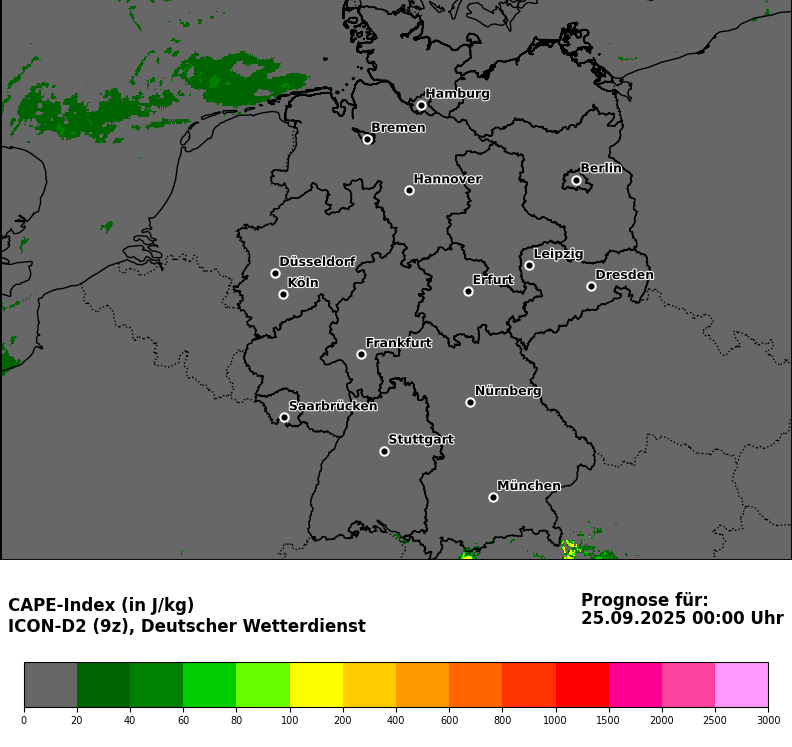 Hamburg
Bremen
Berlin
Hannover
Leipzig
Düsseldorf
Dresden
Köln
Erfurt
Frankfurt
Nürnberg
Saarbrücken
Stuttgart
München
CAPE-Index (in J/kg)
ICON-D2 (9z), Deutscher Wetterdienst
Prognose für:
25.09.2025 00:00 Uhr
0 20 40 60 80 100 200 400 600 800 1000 1500 2000 2500 3000